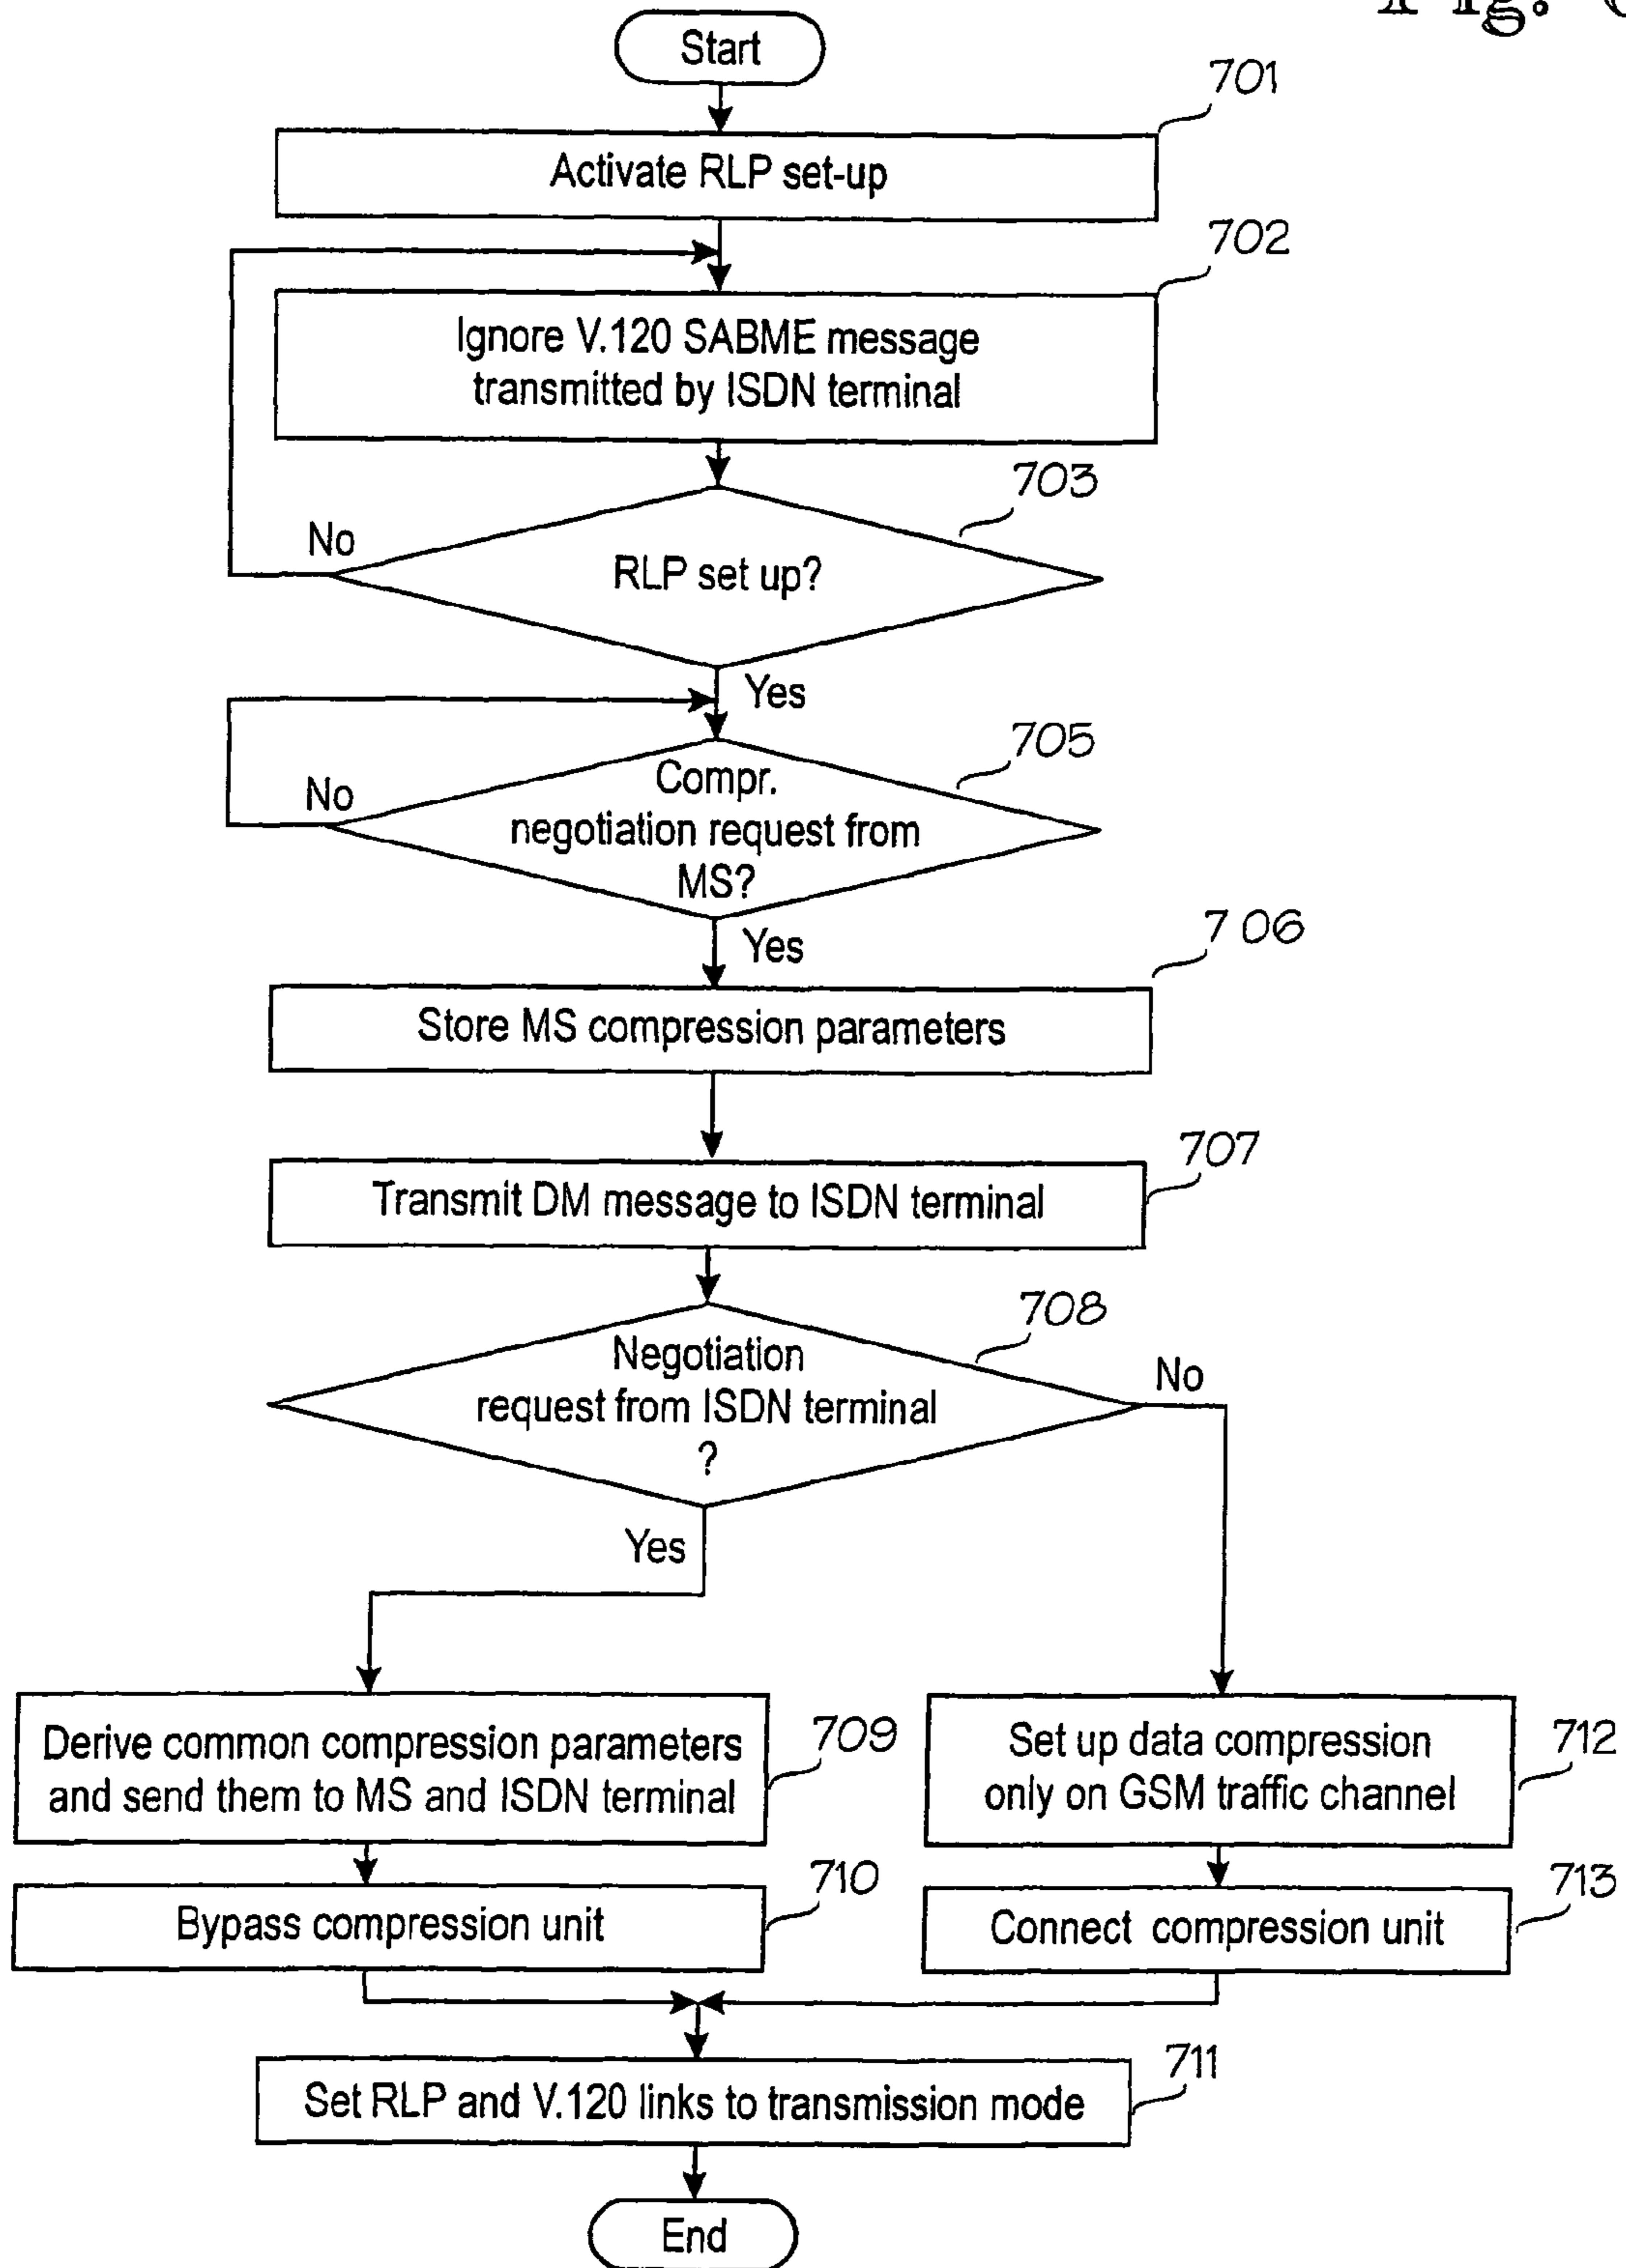 Fig.
Start
701
Activate RLP set-up
702
Ignore V.120 SABME message
transmitted by ISDN terminal
703
No
RLP set up?
Yes
705
No
Compr.
negotiation request from
MS?
Yes
7 06
Store MS compression parameters
707
Transmit DM message to ISDN terminal
708
Negotiation
request from ISDN terminal
?
No
Yes
Derive common compression parameters
and send them to MS and ISDN terminal
709
Set up data compression
only on GSM traffic channel
712
Bypass compression unit
710
Connect compression unit
713
711
Set RLP and V.120 links to transmission mode
End